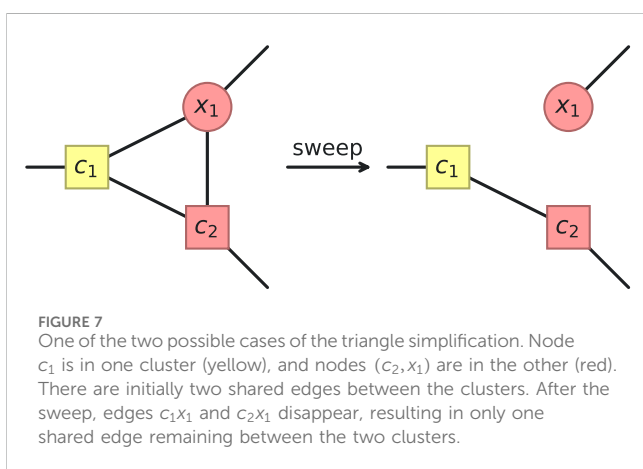 x₁
sweep
x₁
c₁
c₁
c₂
c₂
FIGURE 7
One of the two possible cases of the triangle simplification. Node
c₁ is in one cluster (yellow), and nodes (c₂, x₁) are in the other (red).
There are initially two shared edges between the clusters. After the
sweep, edges c₁x₁ and c₂x₁ disappear, resulting in only one
shared edge remaining between the two clusters.